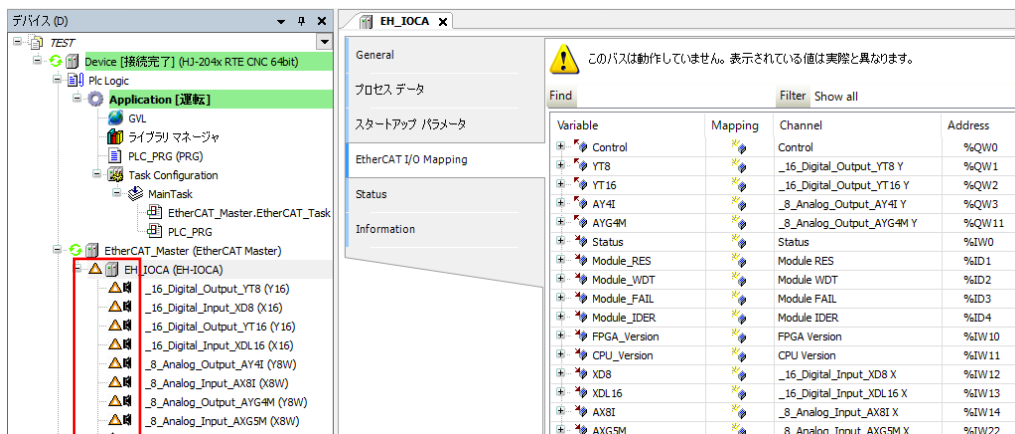 デバイス (D)
TEST
Device [接続完了] (HJ-204x RTE CNC 64bit)
Plc Logic
Application [運転]
GVL
ライブラリ マネージャ
PLC_PRG (PRG)
Task Configuration
MainTask
EtherCAT_Master.EtherCAT_Task
PLC_PRG
EtherCAT_Master (EtherCAT Master)
EH_IOCA (EH-IOCA)
_16_Digital_Output_YT8 (Y16)
_16_Digital_Input_XD8 (X16)
_16_Digital_Output_YT16 (Y16)
_16_Digital_Input_XDL16 (X16)
_8_Analog_Output_AY4I (Y8W)
_8_Analog_Input_AX8I (X8W)
_8_Analog_Output_AYG4M (Y8W)
_8_Analog_Input_AXG5M (X8W)
EH_IOCA
General
プロセス データ
スタートアップ パラメータ
EtherCAT I/O Mapping
Status
Information
このバスは動作していません。表示されている値は実際と異なります。
Find Filter Show all
Variable Mapping Channel Address
Control Control %QW0
YT8 _16_Digital_Output_YT8 Y %QW1
YT16 _16_Digital_Output_YT16 Y %QW2
AY4I _8_Analog_Output_AY4I Y %QW3
AYG4M _8_Analog_Output_AYG4M Y %QW11
Status Status %IW0
Module_RES Module RES %ID1
Module_WDT Module WDT %ID2
Module_FAIL Module FAIL %ID3
Module_IDER Module IDER %ID4
FPGA_Version FPGA Version %IW10
CPU_Version CPU Version %IW11
XD8 _16_Digital_Input_XD8 X %IW12
XDL16 _16_Digital_Input_XDL16 X %IW13
AX8I _8_Analog_Input_AX8I X %IW14
AXG5M _8_Analog_Input_AXG5M X %IW22